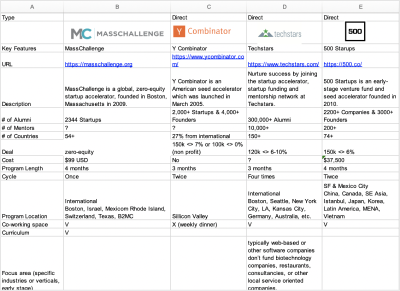 A B C D E
Type Direct Direct Direct
MC MASSCHALLENGE Y Combinator techstars 500
Key Features MassChallenge Y Combinator Techstars 500 Starups
URL https://masschallenge.org https://www.ycombinator.co
m/ https://www.techstars.com/ https://500.co/
Description
MassChallenge is a global, zero-equity
startup accelerator, founded in Boston,
Massachusetts in 2009.
Y Combinator is an
American seed accelerator
which was launched in
March 2005.
Nurture success by joining
the startup accelerator,
startup funding and
mentorship network at
Techstars.
500 Startups is an early-
stage venture fund and
seed accelerator founded in
2010.
# of Alumni 2344 Startups
2,000+ Startups & 4,000+
Founders
300,000+ Alumni
2200+ Companies & 3000+
Founders
# of Mentors ? ? 10,000+ 200+
# of Countries 54+ 27% from international 150+ 74+
Deal zero-equity
150k <> 7% or 100k <> 0%
(non profit)
120k <> 6-10% 150k <> 6%
Cost $99 USD No ? $37,500
Program Length 4 months 3 months 3 months 4 months
Cycle Once Twice Four times Tiwce
Program Location
International
Boston, Israel, Mexicom Rhode Island,
Switzerland, Texas, B2MC
Sillicon Valley
International
Boston, Seattle, New York
City, LA, Kansas City,
Germany, Australia, etc.
SF & Mexico City
China, Canada, SE Asia,
Istanbul, Japan, Korea,
Latin America, MENA,
Vietnam
Co-working space V X (weekly dinner) V V
Curriculum V V V
Focus area (specific
industries or verticals,
early stage)
typically web-based or
other software companies
don't fund biotechnology
companies, restaurants,
consultancies, or other
local service oriented
companies.